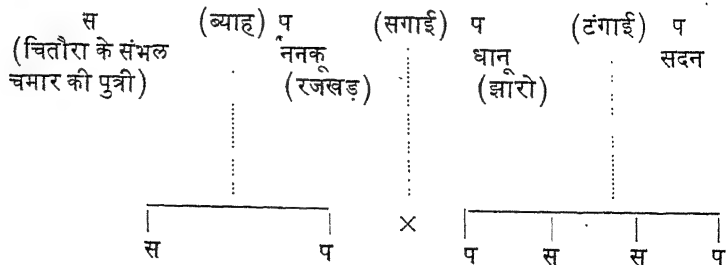 स (ब्याह) प (सगाई) प (टंगाई) प
(चितौरा के संभल ननकू धानू सदन
चमार की पुत्री) (रजखड़) (झारो)
×
स प प स स प